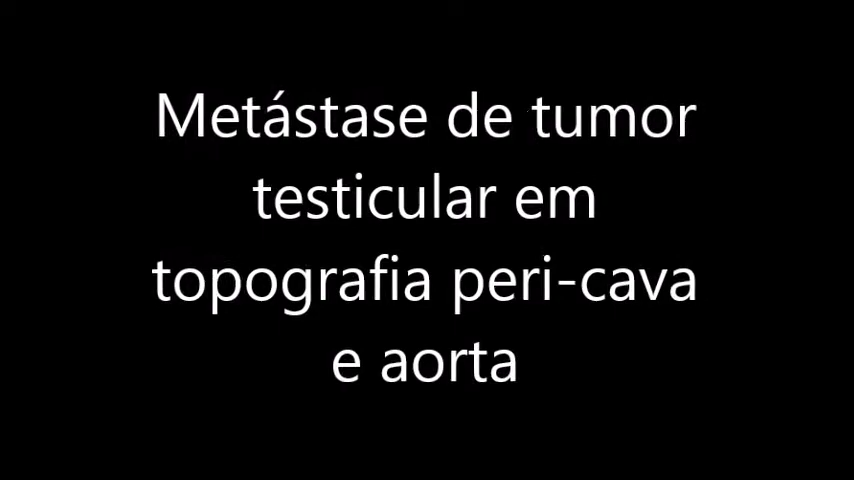 Metástase de tumor
testicular em
topografia peri-cava
e aorta